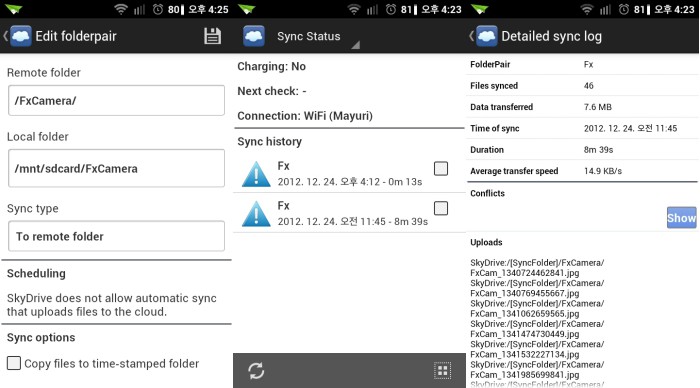 80 오후 4:25
Edit folderpair
Remote folder
/FxCamera/
Local folder
/mnt/sdcard/FxCamera
Sync type
To remote folder
Scheduling
SkyDrive does not allow automatic sync
that uploads files to the cloud.
Sync options
Copy files to time-stamped folder
81 오후 4:23
Sync Status
Charging: No
Next check: -
Connection: WiFi (Mayuri)
Sync history
Fx
2012. 12. 24. 오후 4:12 - 0m 13s
Fx
2012. 12. 24. 오전 11:45 - 8m 39s
81 오후 4:23
Detailed sync log
FolderPair Fx
Files synced 46
Data transferred 7.6 MB
Time of sync 2012. 12. 24. 오전 11:45
Duration 8m 39s
Average transfer speed 14.9 KB/s
Conflicts
Show
Uploads
SkyDrive:/[SyncFolder]/FxCamera/
FxCam_1340724462841.jpg
SkyDrive:/[SyncFolder]/FxCamera/
FxCam_1340769455667.jpg
SkyDrive:/[SyncFolder]/FxCamera/
FxCam_1341062659565.jpg
SkyDrive:/[SyncFolder]/FxCamera/
FxCam_1341474730449.jpg
SkyDrive:/[SyncFolder]/FxCamera/
FxCam_1341532227134.jpg
SkyDrive:/[SyncFolder]/FxCamera/
FxCam_1341985699841.jpg
SkyDrive:/[SyncFolder]/FxCamera/